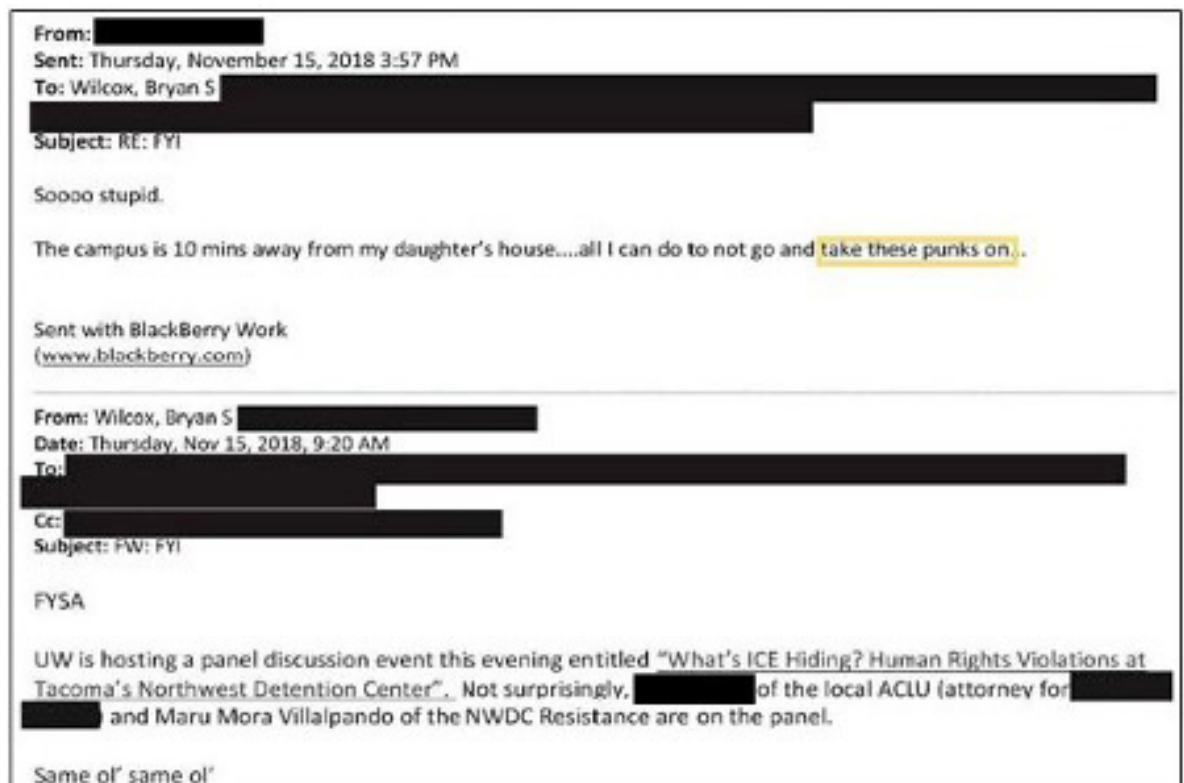 From:
Sent: Thursday, November 15, 2018 3:57 PM
To: Wilcox, Bryan S
Subject: RE: FYI
Soooo stupid.
The campus is 10 mins away from my daughter's house....all I can do to not go and take these punks on...
Sent with BlackBerry Work
(www.blackberry.com)
From: Wilcox, Bryan S
Date: Thursday, Nov 15, 2018, 9:20 AM
To:
Cc:
Subject: FW: FYI
FYSA
UW is hosting a panel discussion event this evening entitled "What's ICE Hiding? Human Rights Violations at
Tacoma's Northwest Detention Center". Not surprisingly, of the local ACLU (attorney for
) and Maru Mora Villalpando of the NWDC Resistance are on the panel.
Same ol' same ol'